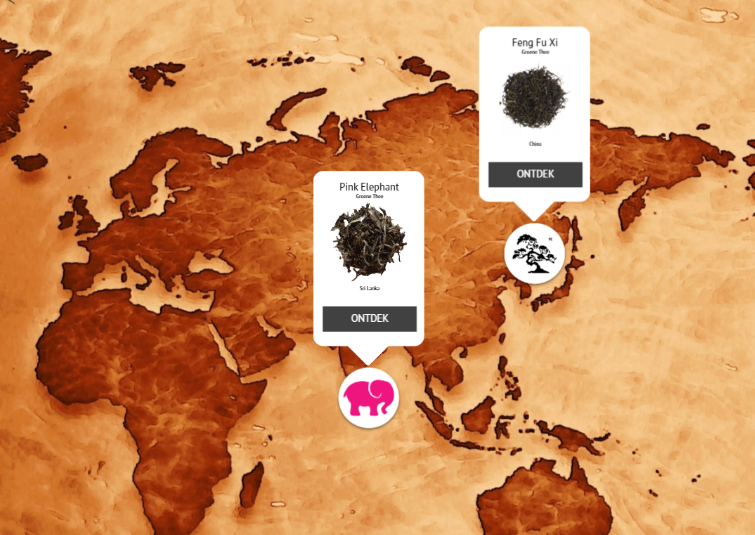 Feng Fu Xi
Groene Thee
China
ONTDEK
Pink Elephant
Groene Thee
Sri Lanka
ONTDEK